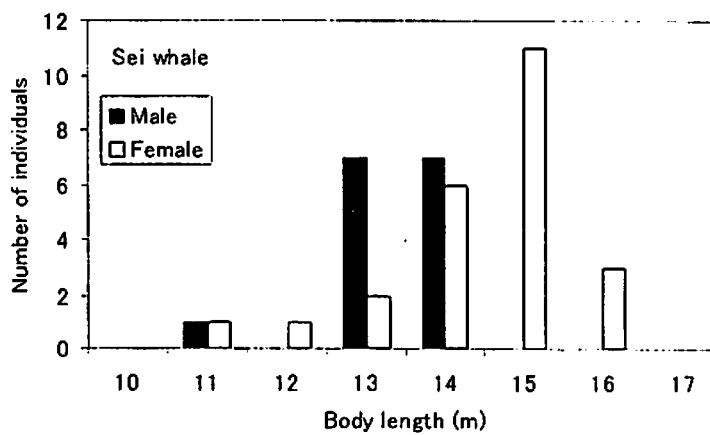 12
Sei whale
10
Male
Female
8
6
4
2
0
10 11 12 13 14 15 16 17
Number of individuals
Body length (m)